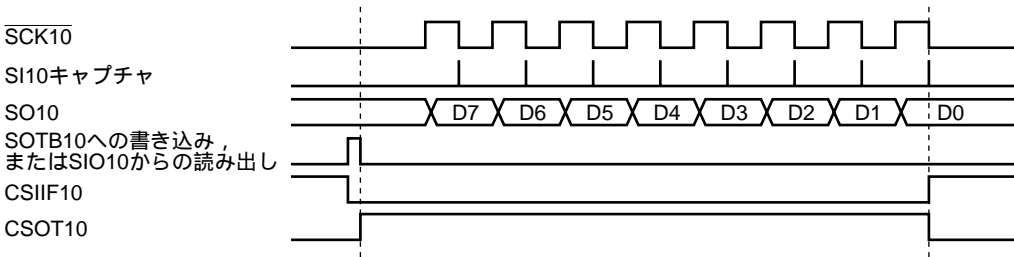 SCK10
SI10キャプチャ
SO10
D7 D6 D5 D4 D3 D2 D1 D0
SOTB10への書き込み，
またはSIO10からの読み出し
CSIIF10
CSOT10